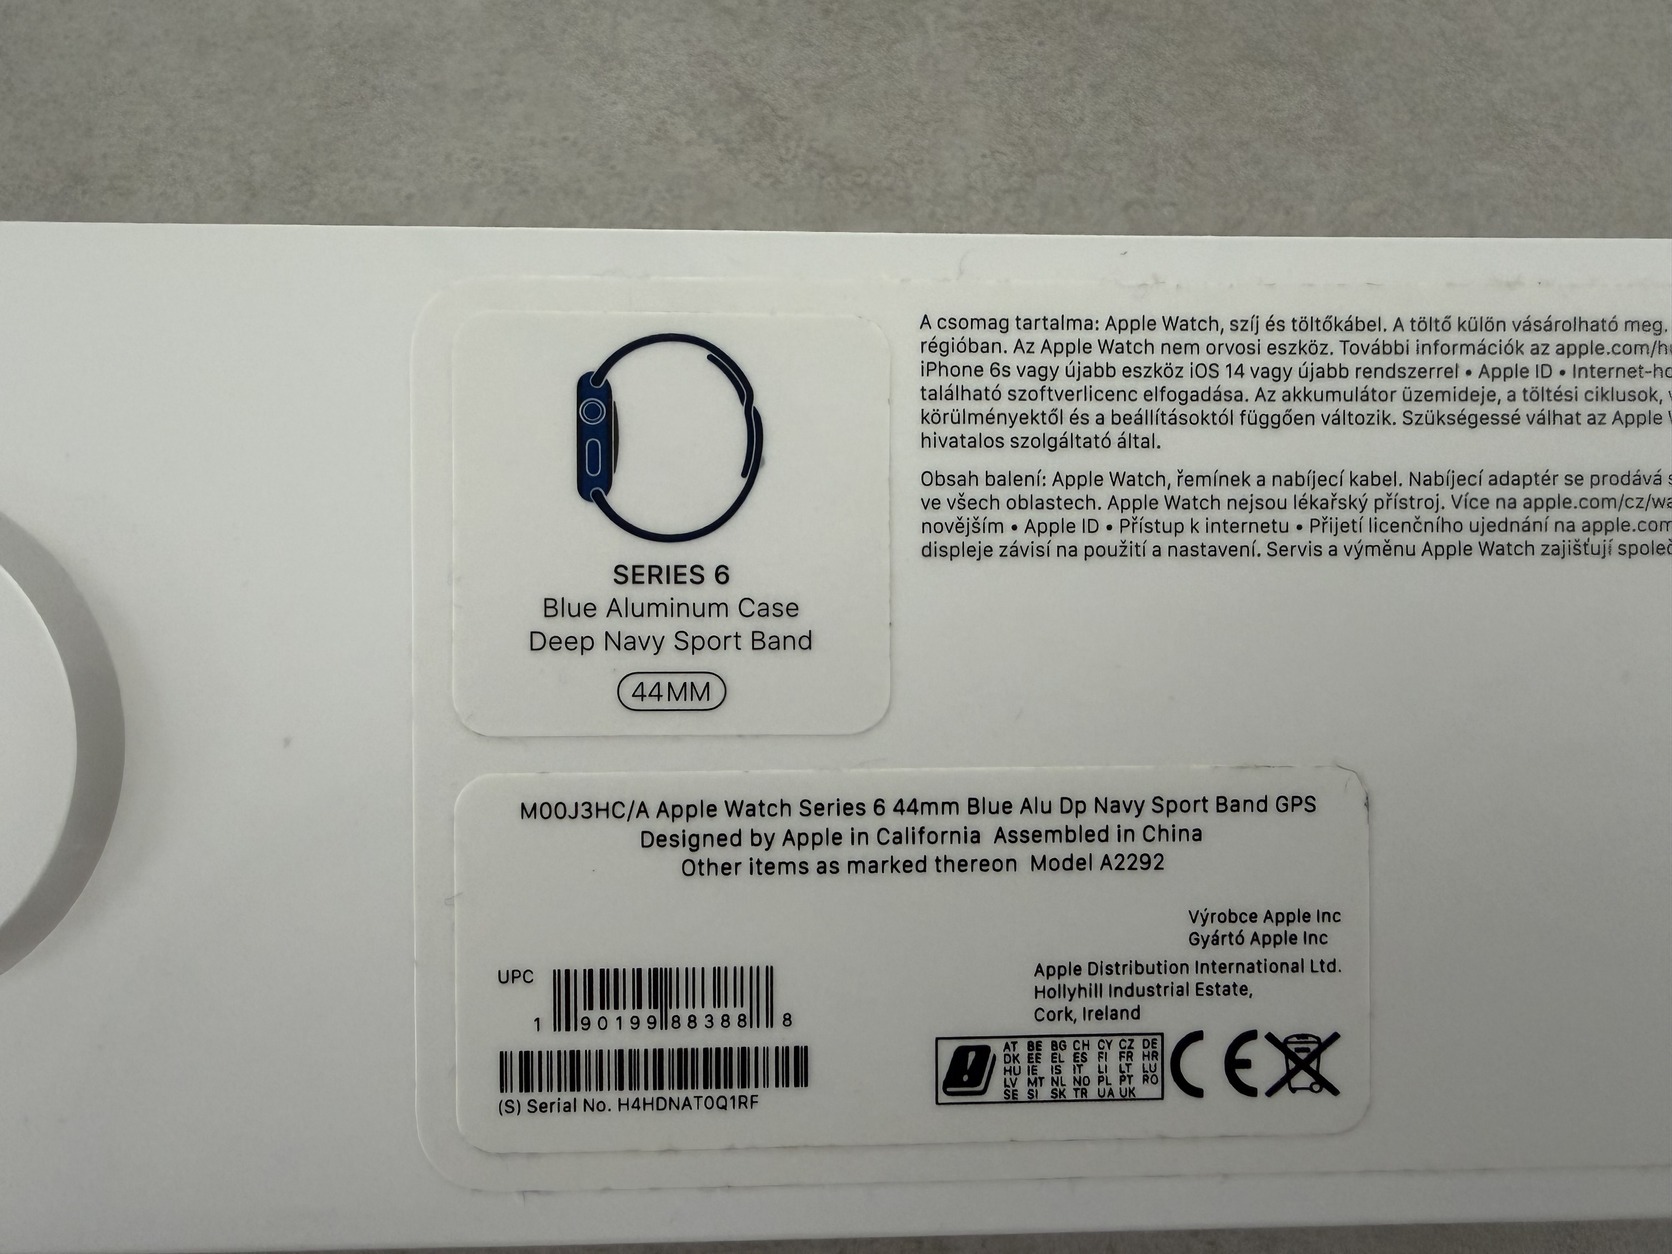 SERIES 6
Blue Aluminum Case
Deep Navy Sport Band
44MM
A csomag tartalma: Apple Watch, szíj és töltőkábel. A töltő külön vásárolható meg.
régióban. Az Apple Watch nem orvosi eszköz. További információk az
iPhone 6s vagy újabb eszköz iOS 14 vagy újabb rendszerrel • Apple ID •
található szoftverlicenc elfogadása. Az akkumulátor üzemideje, a töltési ciklusok,
körülményektől és a beállításoktól függően változik. Szükségessé válhat az Apple
hivatalos szolgáltató által.
Obsah balení: Apple Watch, řemínek a nabíjecí kabel. Nabíjecí adaptér se prodává
ve všech oblastech. Apple Watch nejsou lékařský přístroj. Více na
novějším • Apple ID • Přístup k internetu • Přijetí licenčního ujednání na apple.com
displeje závisí na použití a nastavení. Servis a výměnu Apple Watch zajišťují
M00J3HC/A Apple Watch Series 6 44mm Blue Alu Dp Navy Sport Band GPS
Designed by Apple in California Assembled in China
Other items as marked thereon Model A2292
Výrobce Apple Inc
Gyártó Apple Inc
Apple Distribution International Ltd.
Hollyhill Industrial Estate,
Cork, Ireland
UPC
1 90199 88388 8
(S) Serial No. H4HDNAT0Q1RF
AT BE BG CH CY CZ DE
DK EE EL ES FI FR HR
HU IE IS IT LI LT LU
LV MT NL NO PL PT RO
SE SI SK TR UA UK
CE